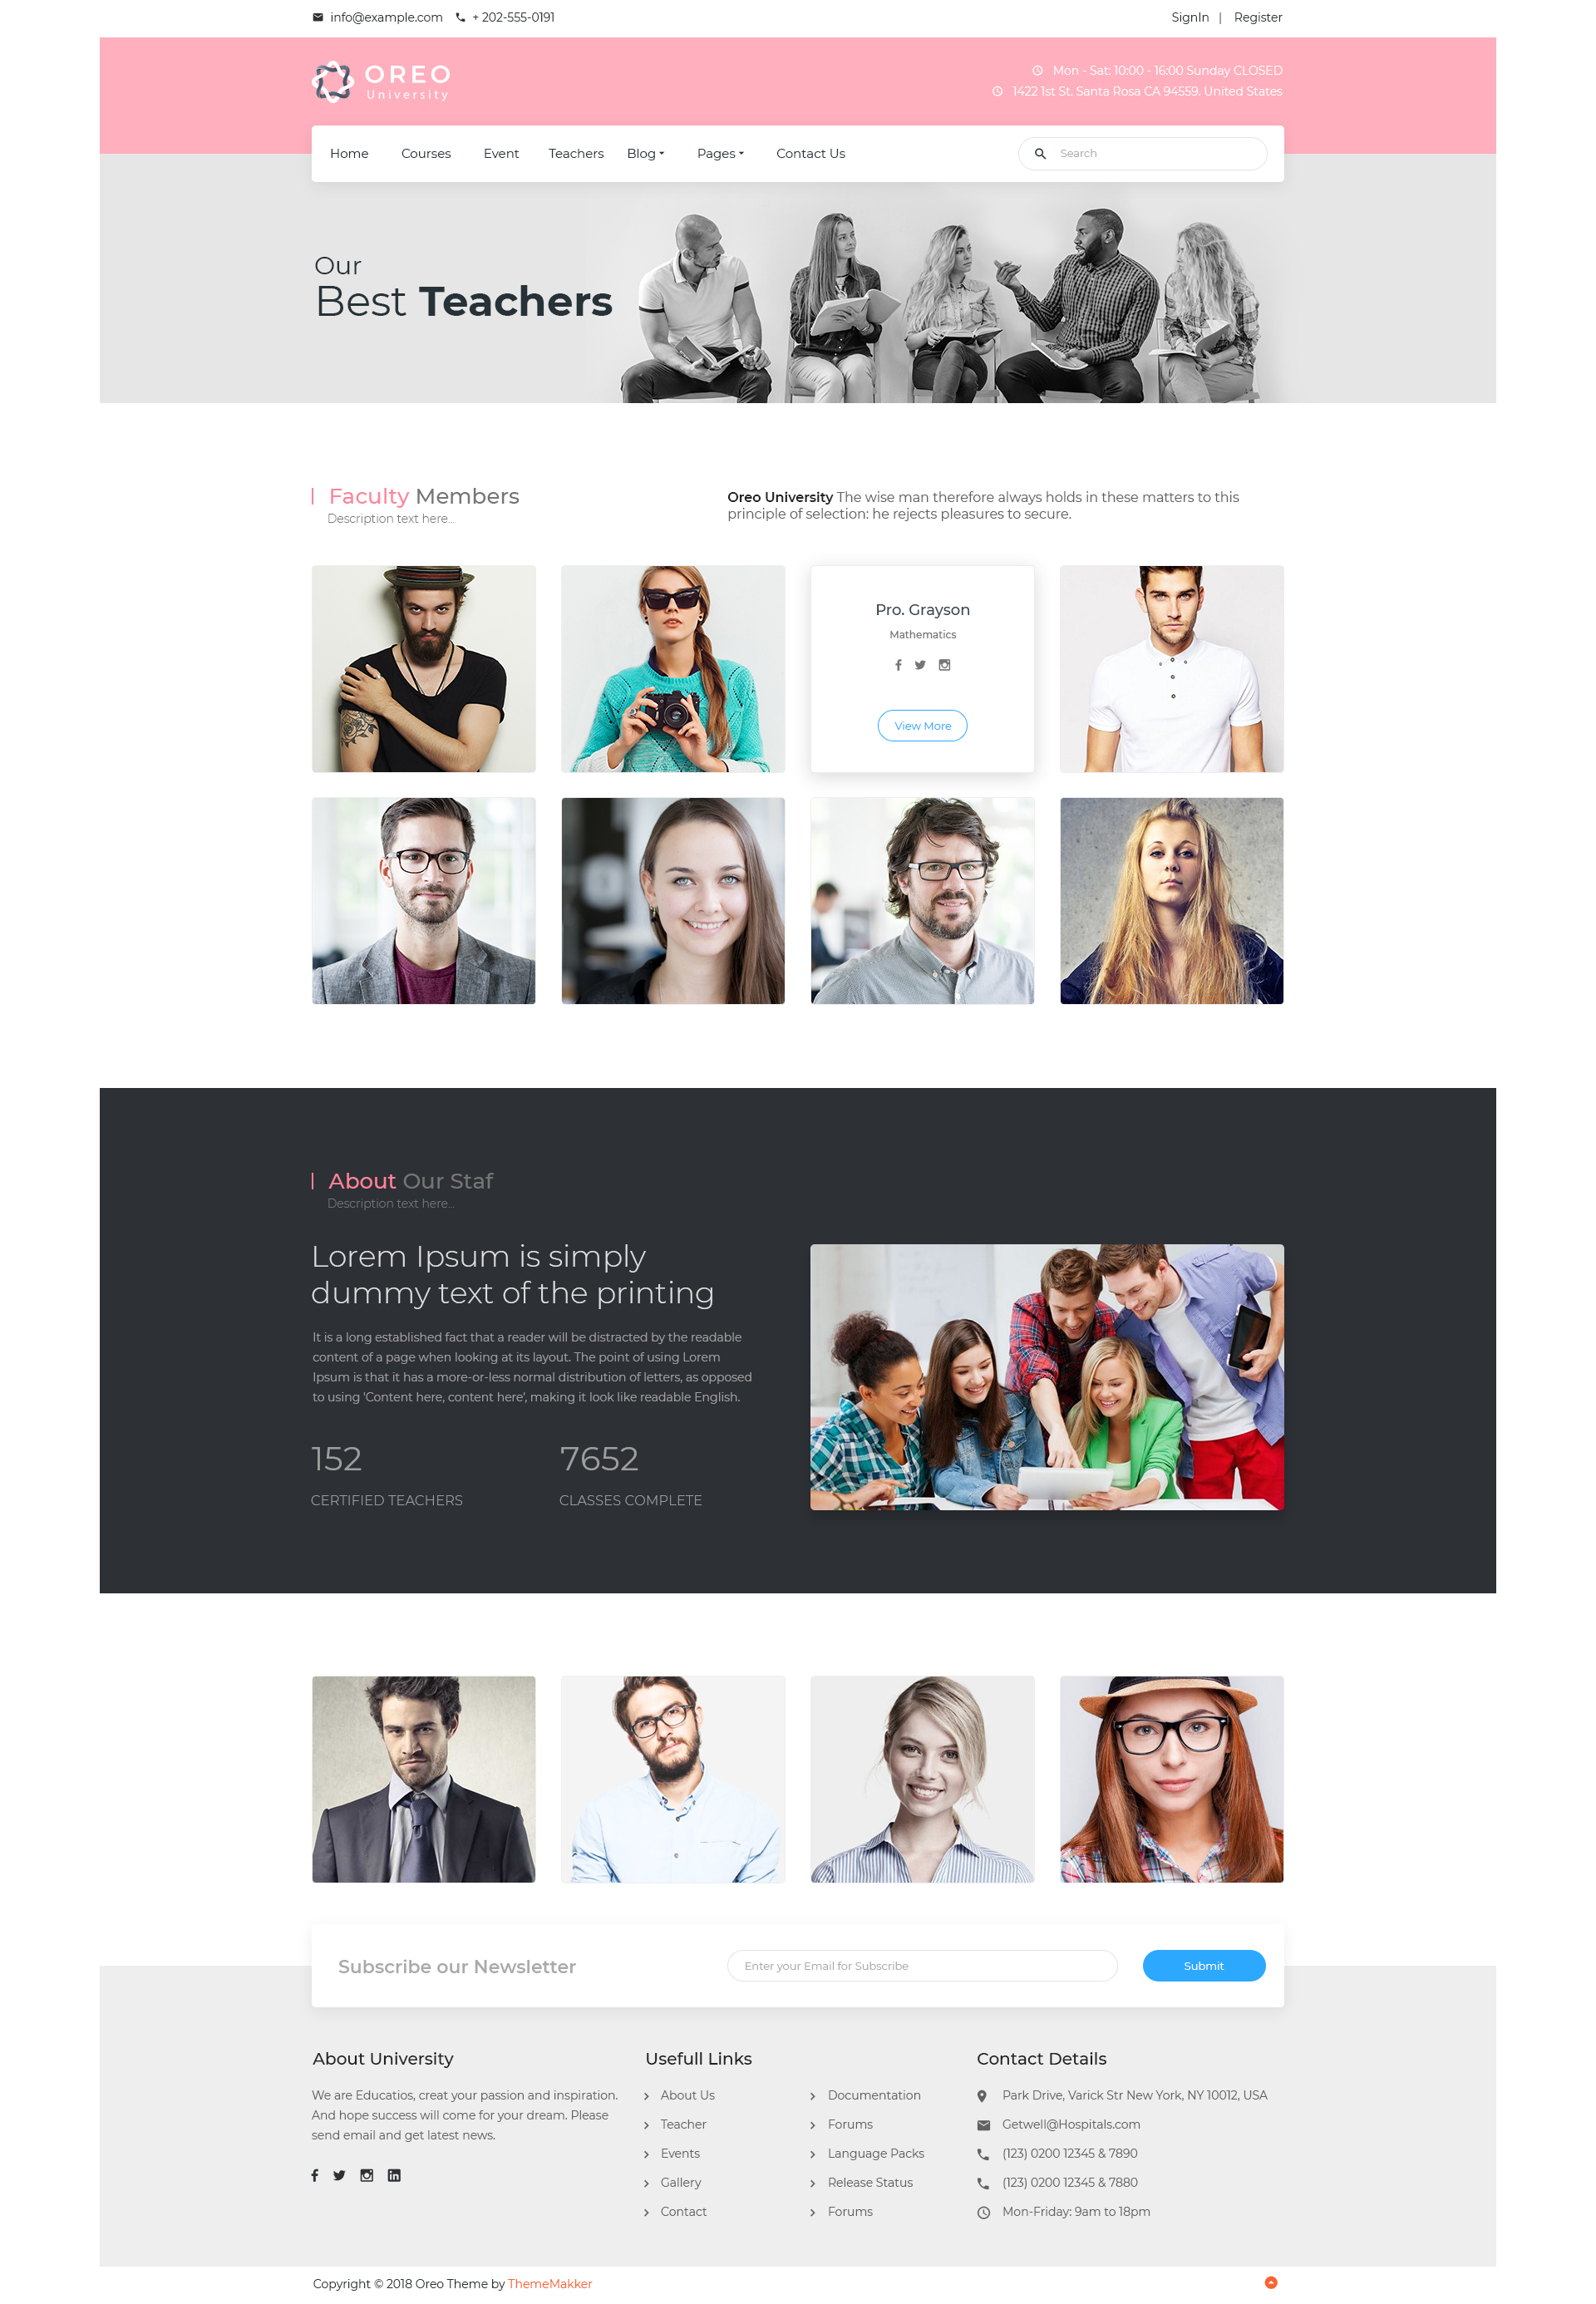 info@example.com + 202-555-0191 SignIn | Register
OREO
University
Mon - Sat: 10:00 - 16:00 Sunday CLOSED
1422 1st St. Santa Rosa CA 94559. United States
Home Courses Event Teachers Blog Pages Contact Us Search
Our
Best Teachers
Faculty Members
Description text here...
Oreo University The wise man therefore always holds in these matters to this
principle of selection: he rejects pleasures to secure.
Pro. Grayson
Mathematics
View More
About Our Staf
Description text here...
Lorem Ipsum is simply
dummy text of the printing
It is a long established fact that a reader will be distracted by the readable
content of a page when looking at its layout. The point of using Lorem
Ipsum is that it has a more-or-less normal distribution of letters, as opposed
to using 'Content here, content here', making it look like readable English.
152 7652
CERTIFIED TEACHERS CLASSES COMPLETE
Subscribe our Newsletter Enter your Email for Subscribe Submit
About University
We are Educatios, creat your passion and inspiration.
And hope success will come for your dream. Please
send email and get latest news.
Usefull Links
About Us
Teacher
Events
Gallery
Contact
Documentation
Forums
Language Packs
Release Status
Forums
Contact Details
Park Drive, Varick Str New York, NY 10012, USA
Getwell@Hospitals.com
(123) 0200 12345 & 7890
(123) 0200 12345 & 7880
Mon-Friday: 9am to 18pm
Copyright © 2018 Oreo Theme by ThemeMakker